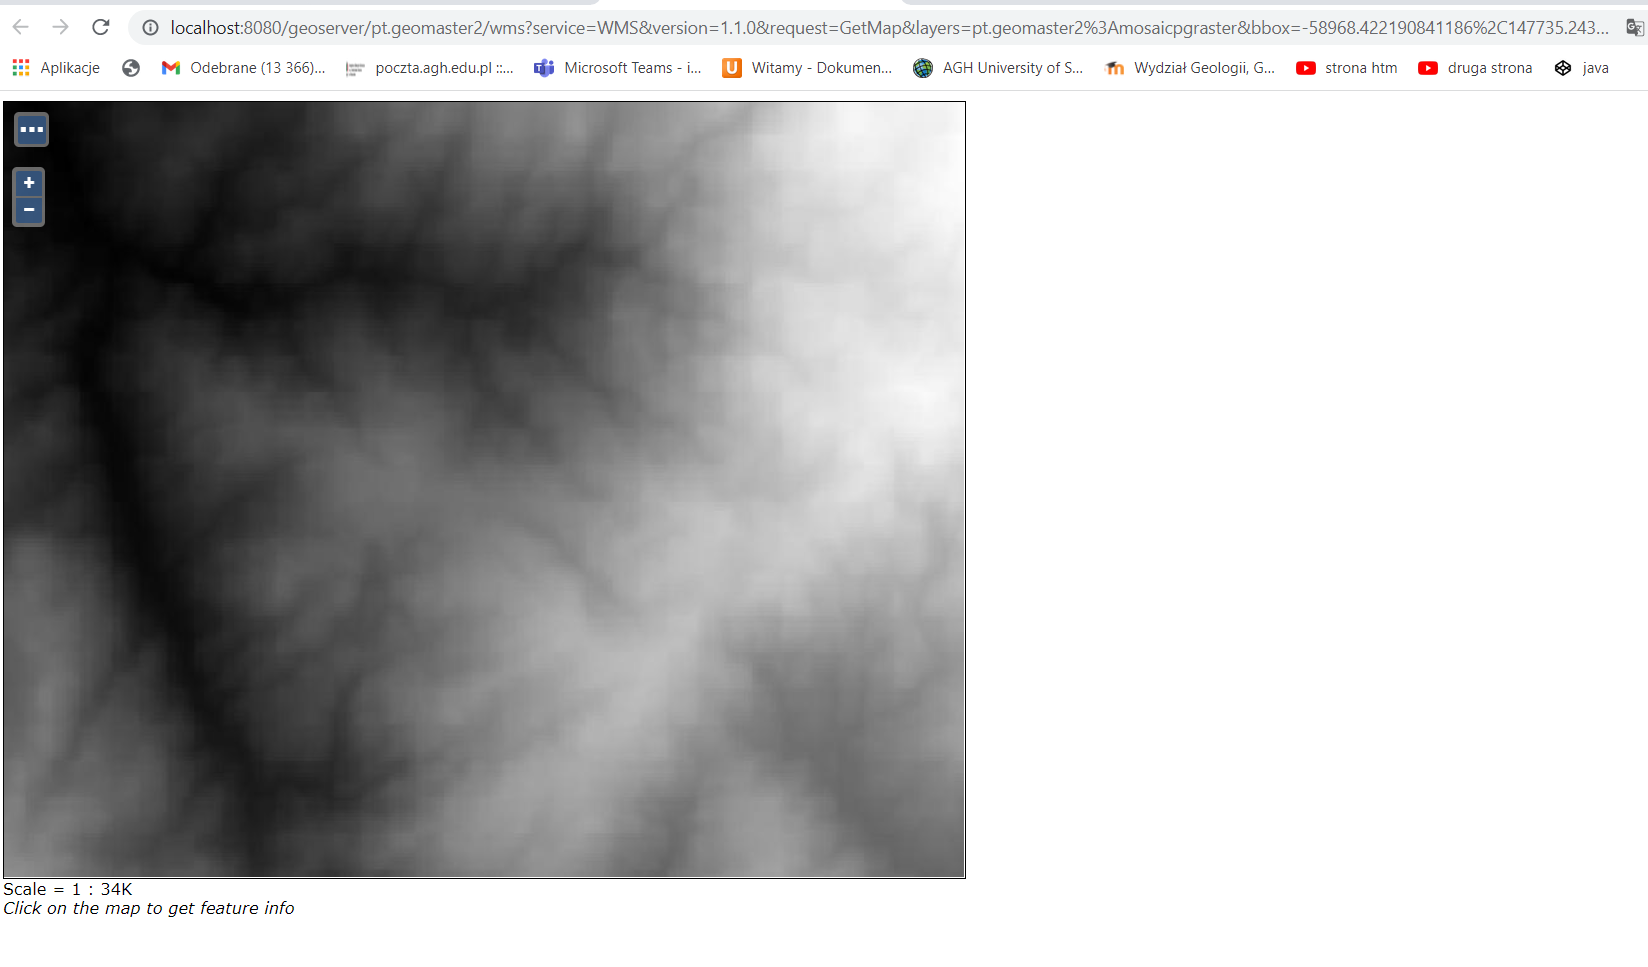 localhost:8080/geoserver/pt.geomaster2/wms?service=WMS&version=1.1.0&request=GetMap&layers=pt.geomaster2%3Amosaicpgraster&bbox=-58968.422190841186%2C147735.243...
Aplikacje Odebrane (13 366)... poczta.agh.edu.pl ::... Microsoft Teams - i... Witamy - Dokumen... AGH University of S... Wydział Geologii, G... strona htm druga strona java
+
−
Scale = 1 : 34K
Click on the map to get feature info